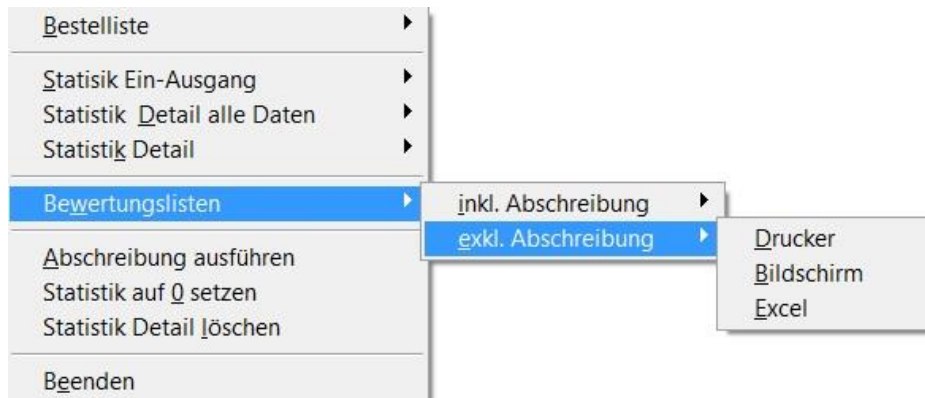 Bestelliste
Statisik Ein-Ausgang
Statistik Detail alle Daten
Statistik Detail
Bewertungslisten
inkl. Abschreibung
exkl. Abschreibung
Drucker
Bildschirm
Excel
Abschreibung ausführen
Statistik auf 0 setzen
Statistik Detail löschen
Beenden